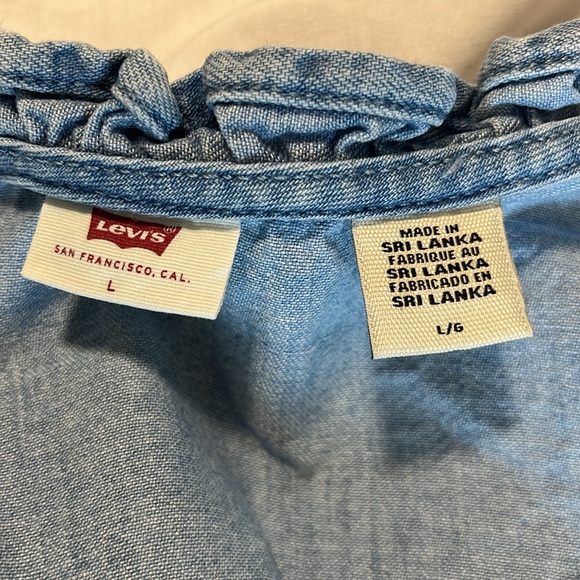 Levi's®
SAN FRANCISCO, CAL.
L
MADE IN
SRI LANKA
FABRIQUE AU
SRI LANKA
FABRICADO EN
SRI LANKA
L/G